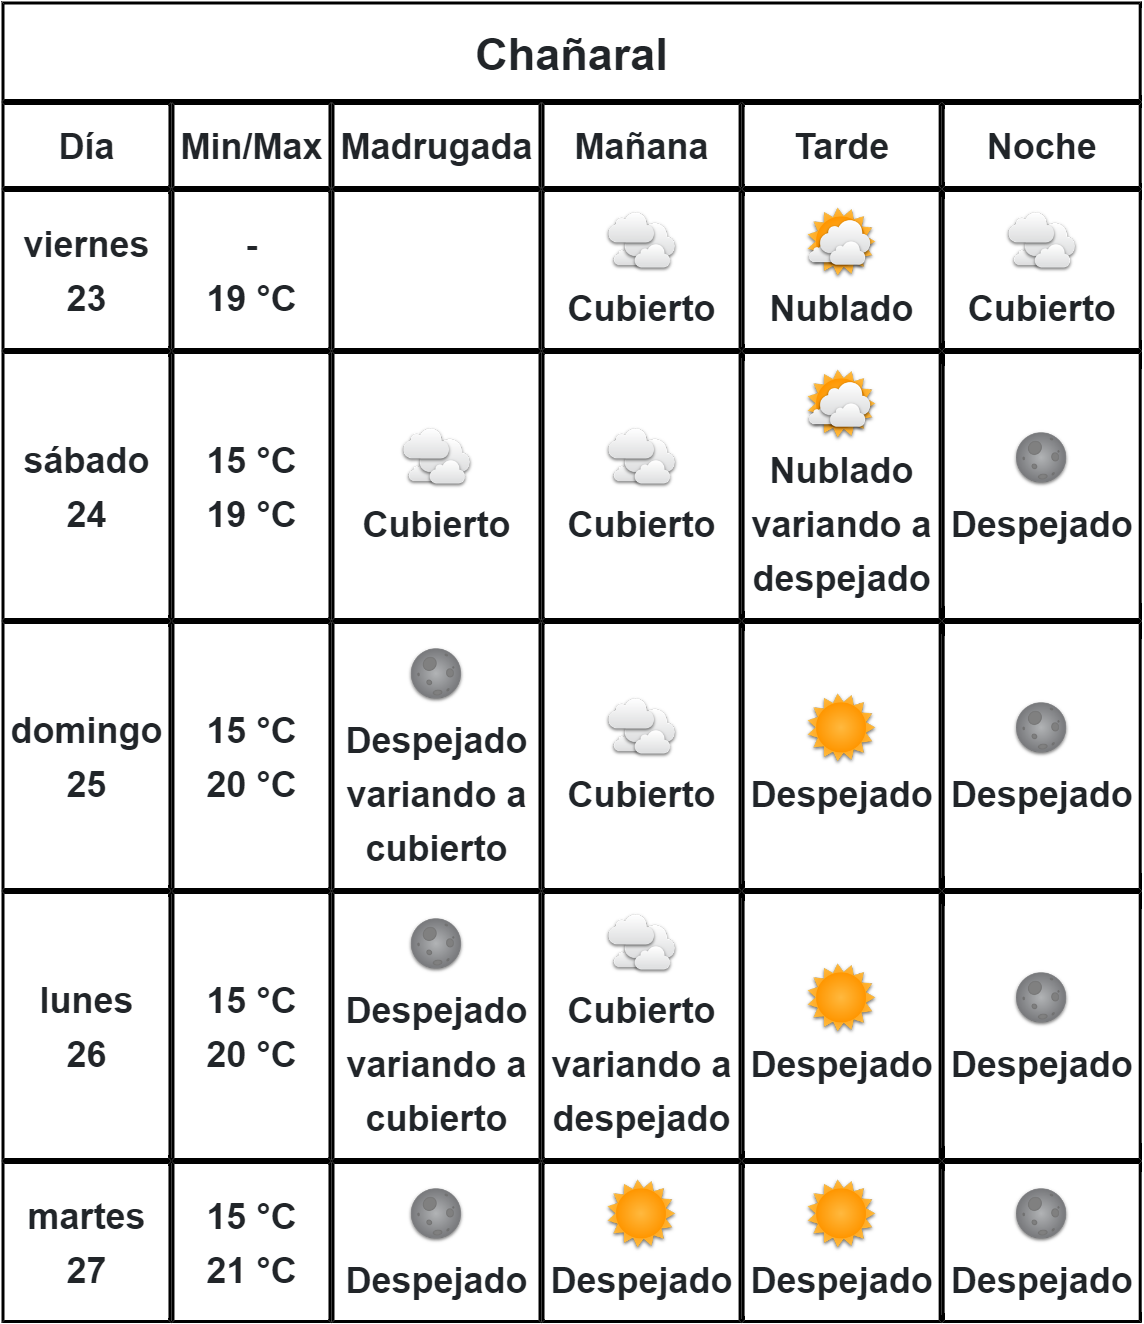 Chañaral
Día Min/Max Madrugada Mañana Tarde Noche
viernes
23
-
19 °C
Cubierto
Nublado
Cubierto
sábado
24
15 °C
19 °C
Cubierto
Cubierto
Nublado
variando a
despejado
Despejado
domingo
25
15 °C
20 °C
Despejado
variando a
cubierto
Cubierto
Despejado
Despejado
lunes
26
15 °C
20 °C
Despejado
variando a
cubierto
Cubierto
variando a
despejado
Despejado
Despejado
martes
27
15 °C
21 °C
Despejado
Despejado
Despejado
Despejado